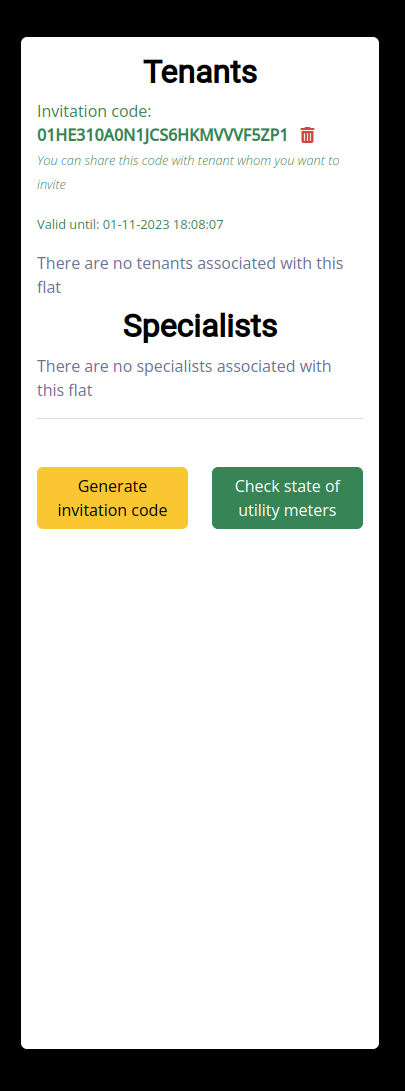 Tenants
Invitation code:
01HE310A0N1JCS6HKMVVVF5ZP1
You can share this code with tenant whom you want to
invite
Valid until: 01-11-2023 18:08:07
There are no tenants associated with this
flat
Specialists
There are no specialists associated with
this flat
Generate
invitation code
Check state of
utility meters